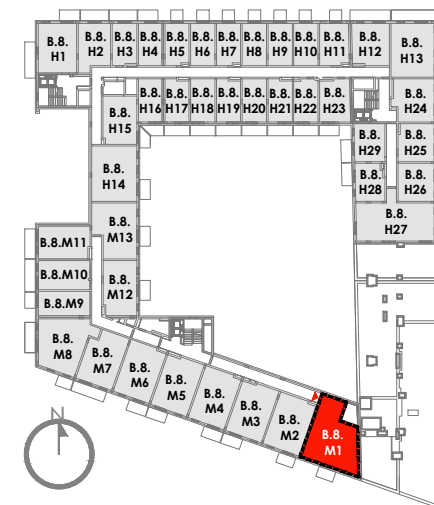 B.8.
H1
B.8.
H2
B.8.
H3
B.8.
H4
B.8.
H5
B.8.
H6
B.8.
H7
B.8.
H8
B.8.
H9
B.8.
H10
B.8.
H11
B.8.
H12
B.8.
H13
B.8.
H15
B.8.
H16
B.8.
H17
B.8.
H18
B.8.
H19
B.8.
H20
B.8.
H21
B.8.
H22
B.8.
H23
B.8.
H24
B.8.
H29
B.8.
H25
B.8.
H14
B.8.
H28
B.8.
H26
B.8.
H27
B.8.
M13
B.8.M11
B.8.M10
B.8.
M12
B.8.M9
B.8.
M8
B.8.
M7
B.8.
M6
B.8.
M5
B.8.
M4
B.8.
M3
B.8.
M2
B.8.
M1
N